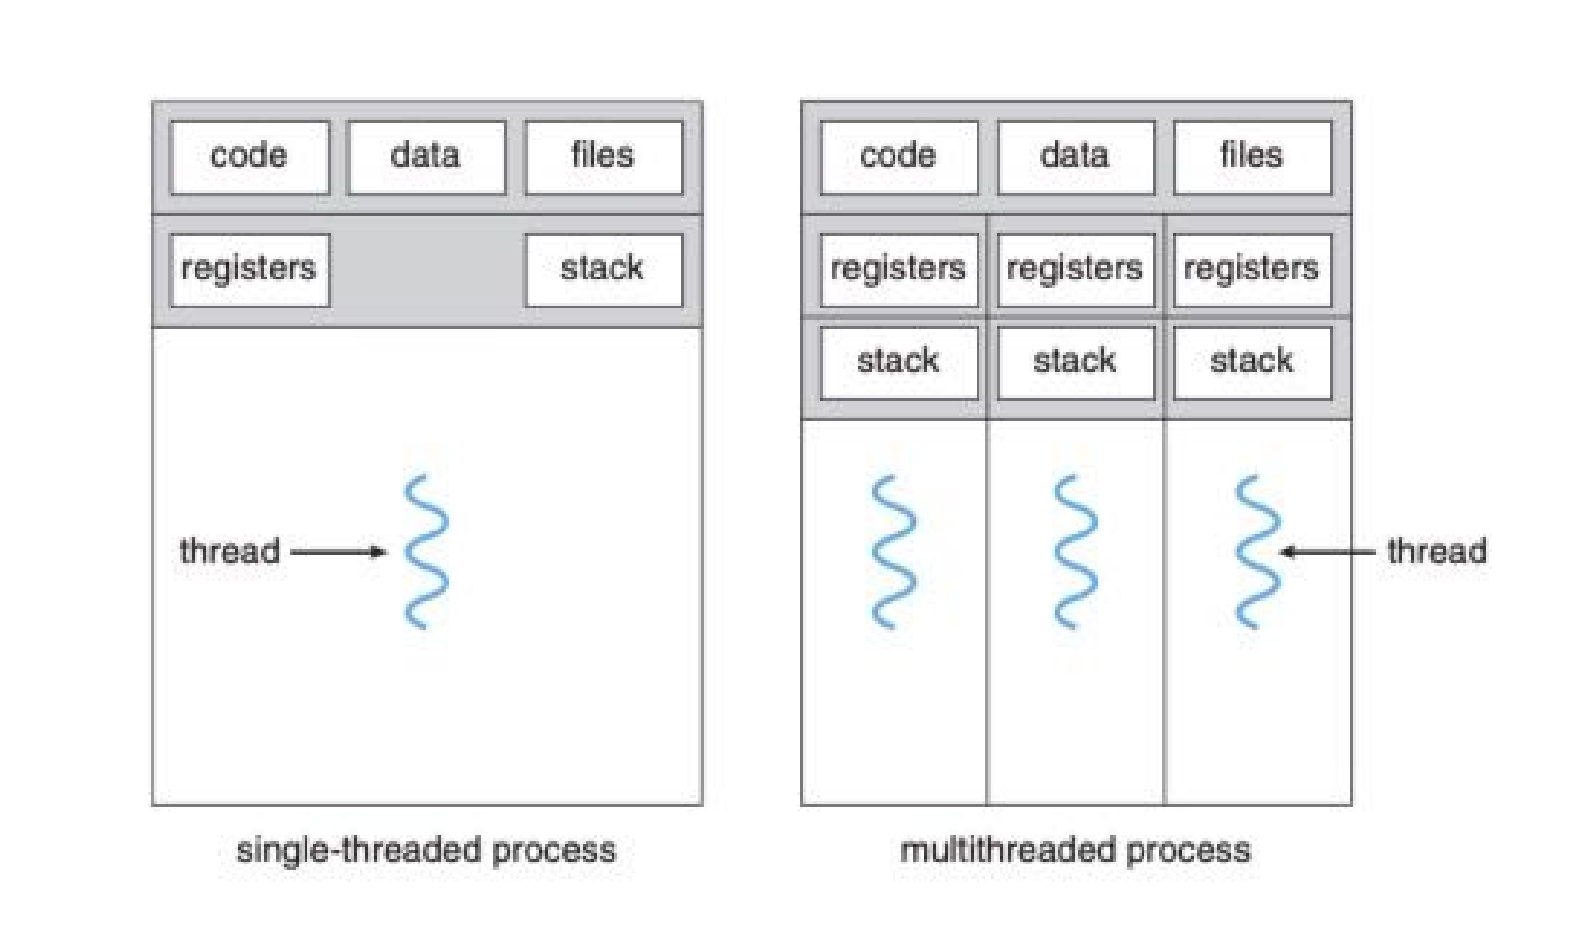 code data files
registers stack
thread
single-threaded process
code data files
registers registers registers
stack stack stack
thread
multithreaded process